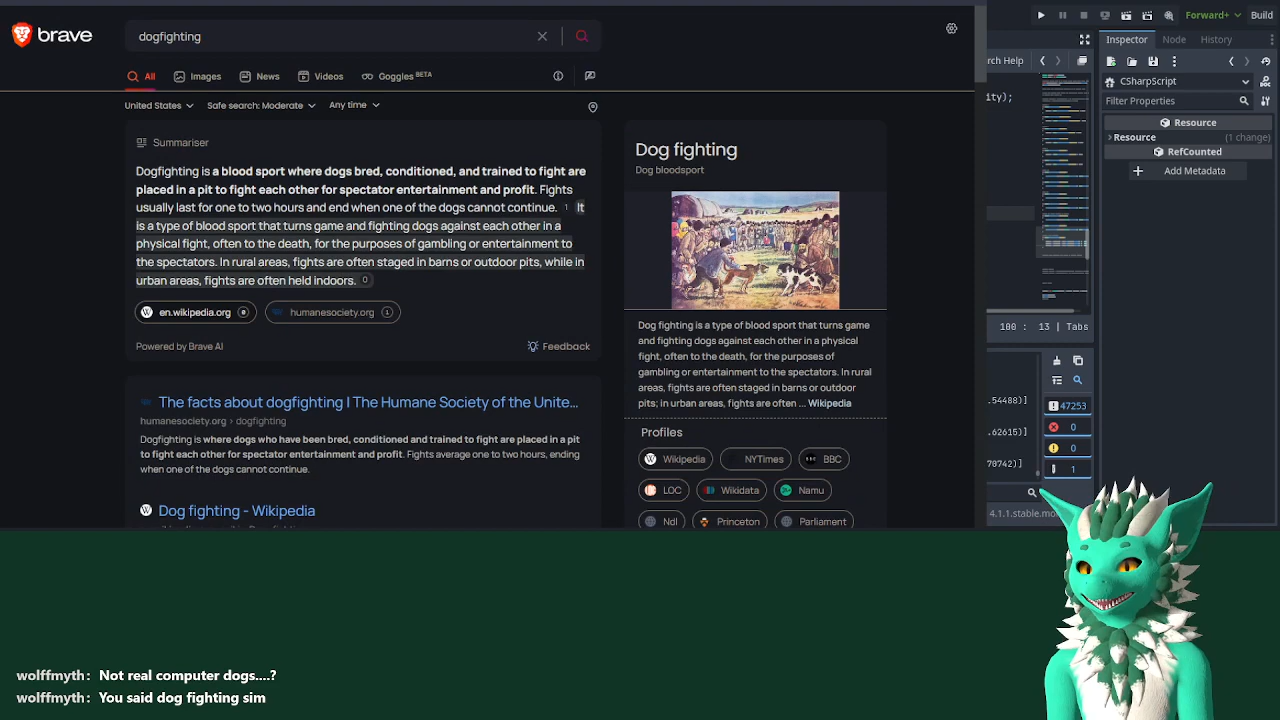 brave
dogfighting
All
Images
News
Videos
Goggles BETA
United States
Safe search: Moderate
Any time
Summariser
Dogfighting is a blood sport where dogs are conditioned, and trained to fight are
placed in a pit to fight each other for spectator entertainment and profit. Fights
usually last for one to two hours and end when one of the dogs cannot continue. 1 It
is a type of blood sport that turns game and fighting dogs against each other in a
physical fight, often to the death, for the purposes of gambling or entertainment to
the spectators. In rural areas, fights are often staged in barns or outdoor pits, while in
urban areas, fights are often held indoors. 0
en.wikipedia.org 0
humanesociety.org 1
Powered by Brave AI
Feedback
The facts about dogfighting | The Humane Society of the Unite...
humanesociety.org › dogfighting
Dogfighting is where dogs who have been bred, conditioned and trained to fight are placed in a pit
to fight each other for spectator entertainment and profit. Fights average one to two hours, ending
when one of the dogs cannot continue.
Dog fighting - Wikipedia
Dog fighting
Dog bloodsport
Dog fighting is a type of blood sport that turns game
and fighting dogs against each other in a physical
fight, often to the death, for the purposes of
gambling or entertainment to the spectators. In rural
areas, fights are often staged in barns or outdoor
pits; in urban areas, fights are often ... Wikipedia
Profiles
Wikipedia
NYTimes
BBC
LOC
Wikidata
Namu
Ndl
Princeton
Parliament
Forward+
Build
Inspector
Node
History
rch Help
CSharpScript
Filter Properties
ity);
Resource
Resource
(1 change)
RefCounted
Add Metadata
100 : 13 | Tabs
.54488)]
47253
.62615)]
0
0
70742)]
1
4.1.1.stable.mo
wolffmyth: Not real computer dogs....?
wolffmyth: You said dog fighting sim